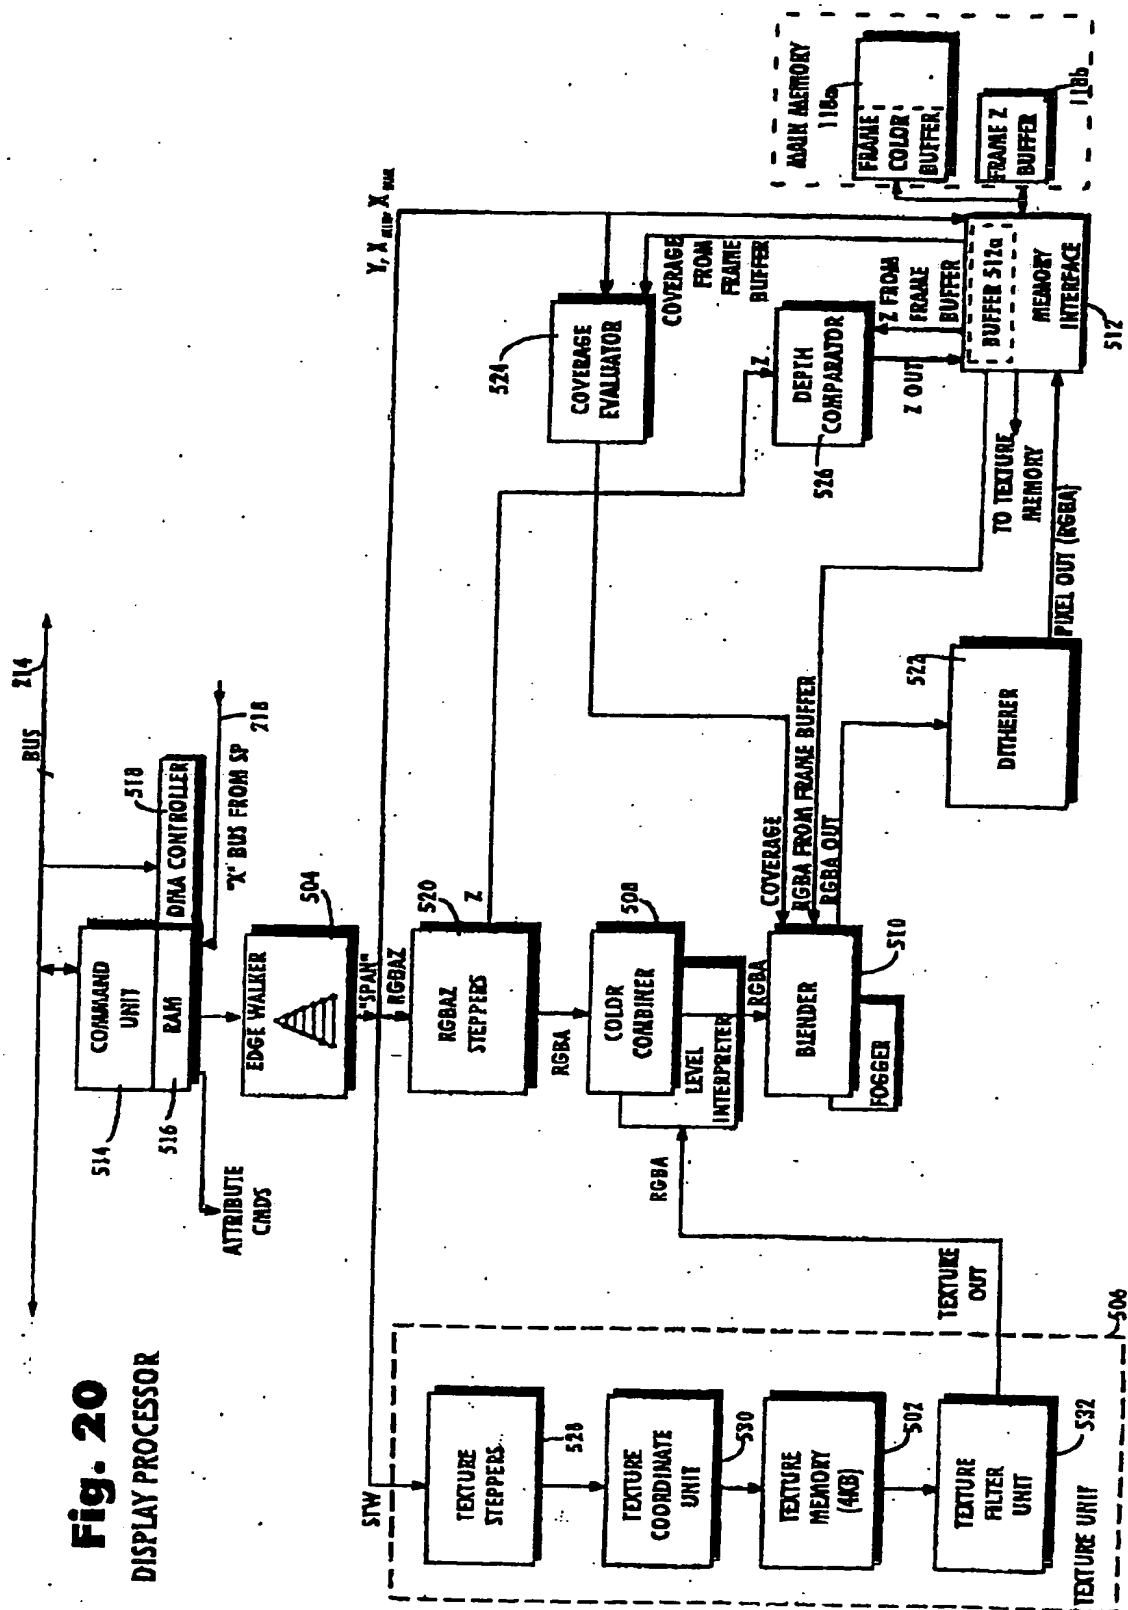 Fig. 20
DISPLAY PROCESSOR
BUS
214
COMMAND
UNIT
514
RAM
516
DMA CONTROLLER
518
"X" BUS FROM SP
218
ATTRIBUTE
CMDS
EDGE WALKER
504
"SPAN"
Y, X MIN, X MAX
STW
RGBAZ
RGBAZ
STEPPERS
520
Z
RGBA
COLOR
COMBINER
508
LEVEL
INTERPRETER
RGBA
RGBA
BLENDER
510
FOGGER
COVERAGE
RGBA FROM FRAME BUFFER
RGBA OUT
COVERAGE
EVALUATOR
524
COVERAGE
FROM
FRAME
BUFFER
Z
DEPTH
COMPARATOR
526
Z FROM
FRAME
BUFFER
Z OUT
DITHERER
522
PIXEL OUT (RGBA)
TO TEXTURE
MEMORY
BUFFER 512a
MEMORY
INTERFACE
512
MAIN MEMORY
118a
FRAME
COLOR
BUFFER
FRAME Z
BUFFER
118b
TEXTURE
STEPPERS
528
TEXTURE
COORDINATE
UNIT
530
TEXTURE
MEMORY
(4KB)
502
TEXTURE
FILTER
UNIT
532
TEXTURE
OUT
TEXTURE UNIT
506